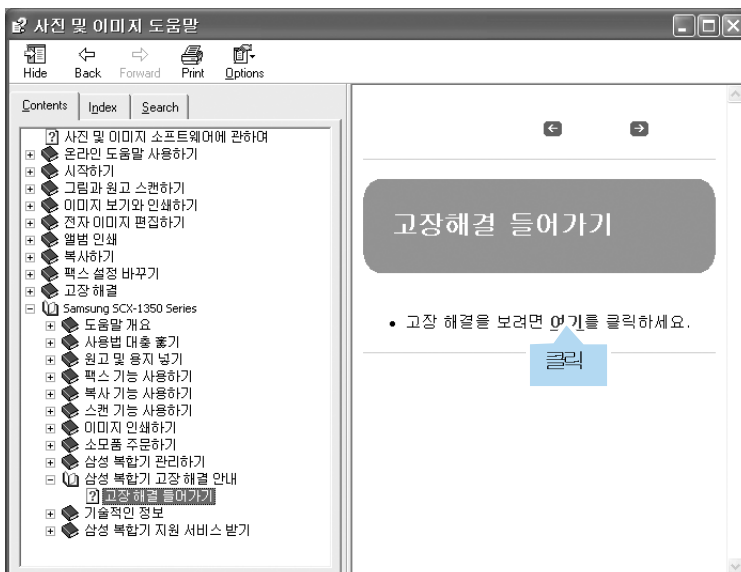 사진 및 이미지 도움말
Hide Back Forward Print Options
Contents Index Search
사진 및 이미지 소프트웨어에 관하여
온라인 도움말 사용하기
시작하기
그림과 원고 스캔하기
이미지 보기와 인쇄하기
전자 이미지 편집하기
앨범 인쇄
복사하기
팩스 설정 바꾸기
고장 해결
Samsung SCX-1350 Series
도움말 개요
사용법 대충 훑기
원고 및 용지 넣기
팩스 기능 사용하기
복사 기능 사용하기
스캔 기능 사용하기
이미지 인쇄하기
소모품 주문하기
삼성 복합기 관리하기
삼성 복합기 고장 해결 안내
고장 해결 들어가기
기술적인 정보
삼성 복합기 지원 서비스 받기
고장해결 들어가기
• 고장 해결을 보려면 여기를 클릭하세요.
클릭